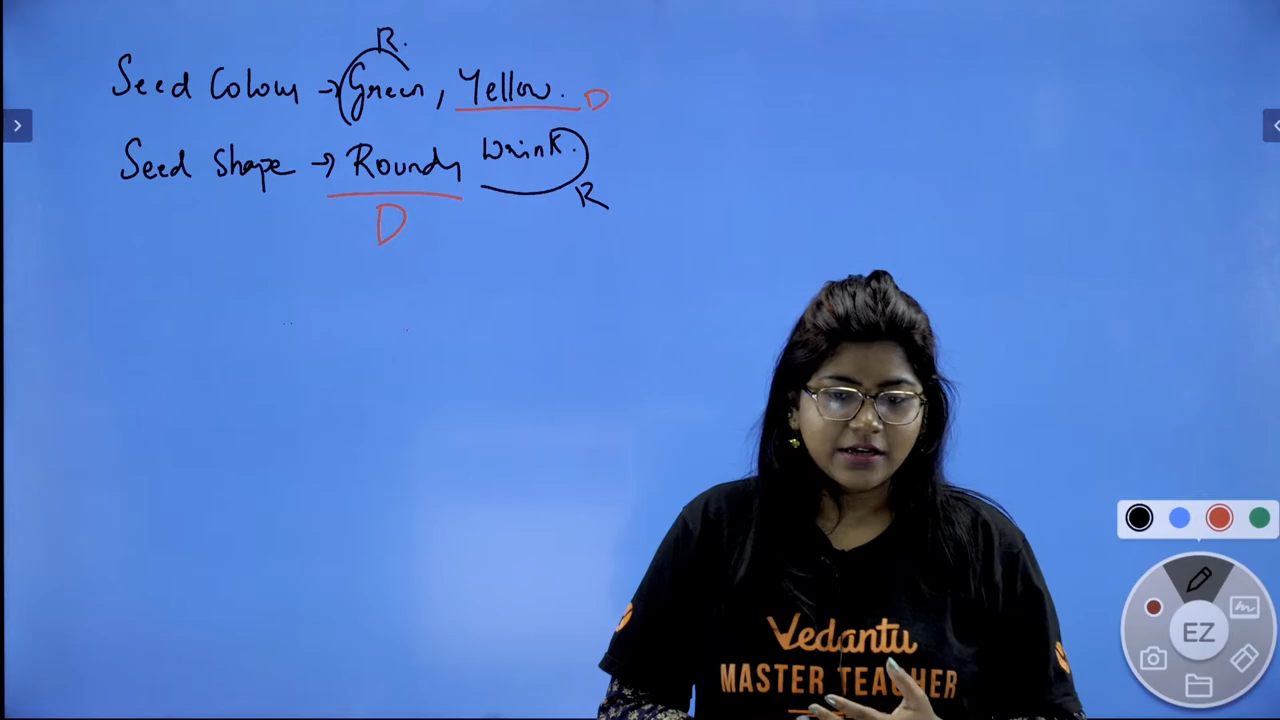 R.
Seed Colour → Green, Yellow. D
Seed Shape → Round, Wrink.
D
R
Vedantu
MASTER TEACHER
EZ